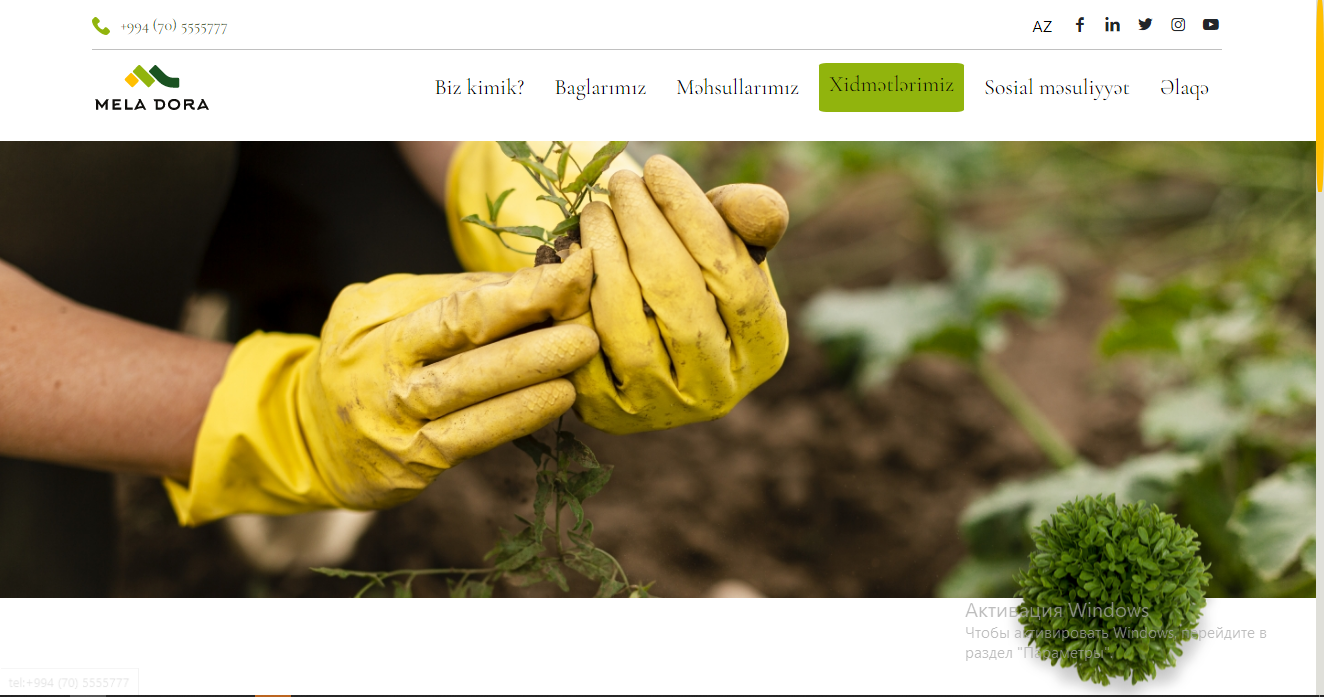 +994 (70) 5555777
AZ
MELA DORA
Biz kimik?
Baglarımız
Məhsullarımız
Xidmətlərimiz
Sosial məsuliyyət
Əlaqə
Активация Windows
Чтобы активировать Windows, перейдите в
раздел "Параметры".
tel:+994 (70) 5555777